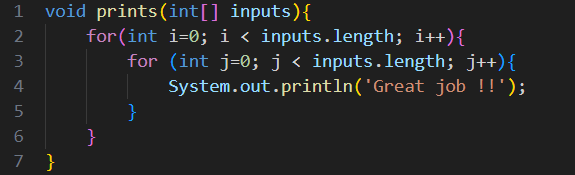 1 void prints(int[] inputs){
2     for(int i=0; i < inputs.length; i++){
3         for (int j=0; j < inputs.length; j++){
4             System.out.println('Great job !!');
5         }
6     }
7 }